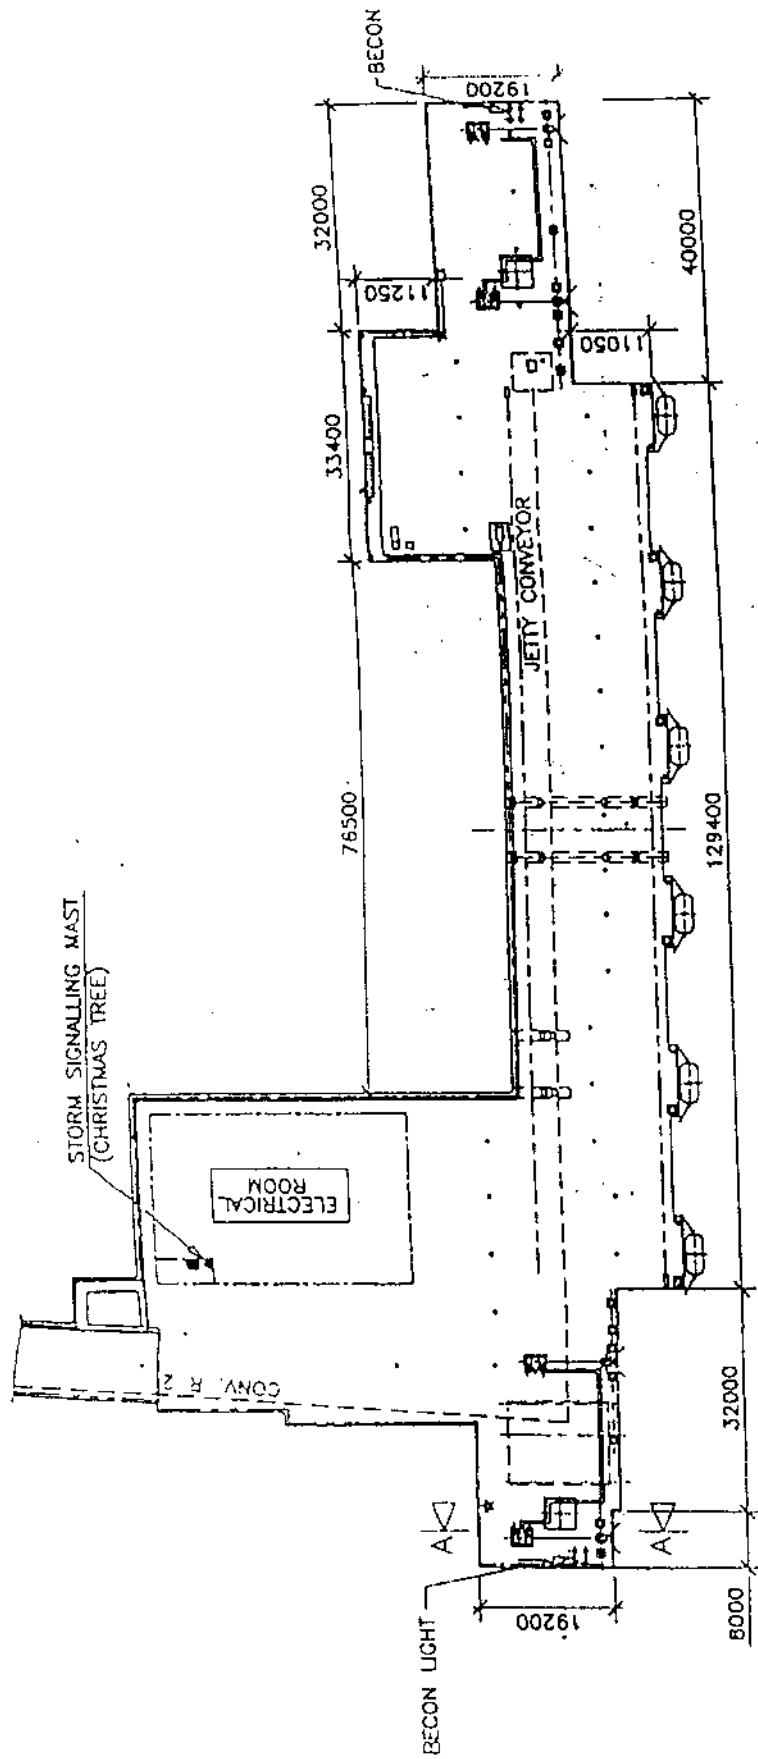 BECON
19200
32000
11250
40000
11050
33400
JETTY CONVEYOR
76500
129400
STORM SIGNALLING MAST
(CHRISTMAS TREE)
ELECTRICAL
ROOM
CONV. R 2
32000
A
A
BECON LIGHT
19200
8000